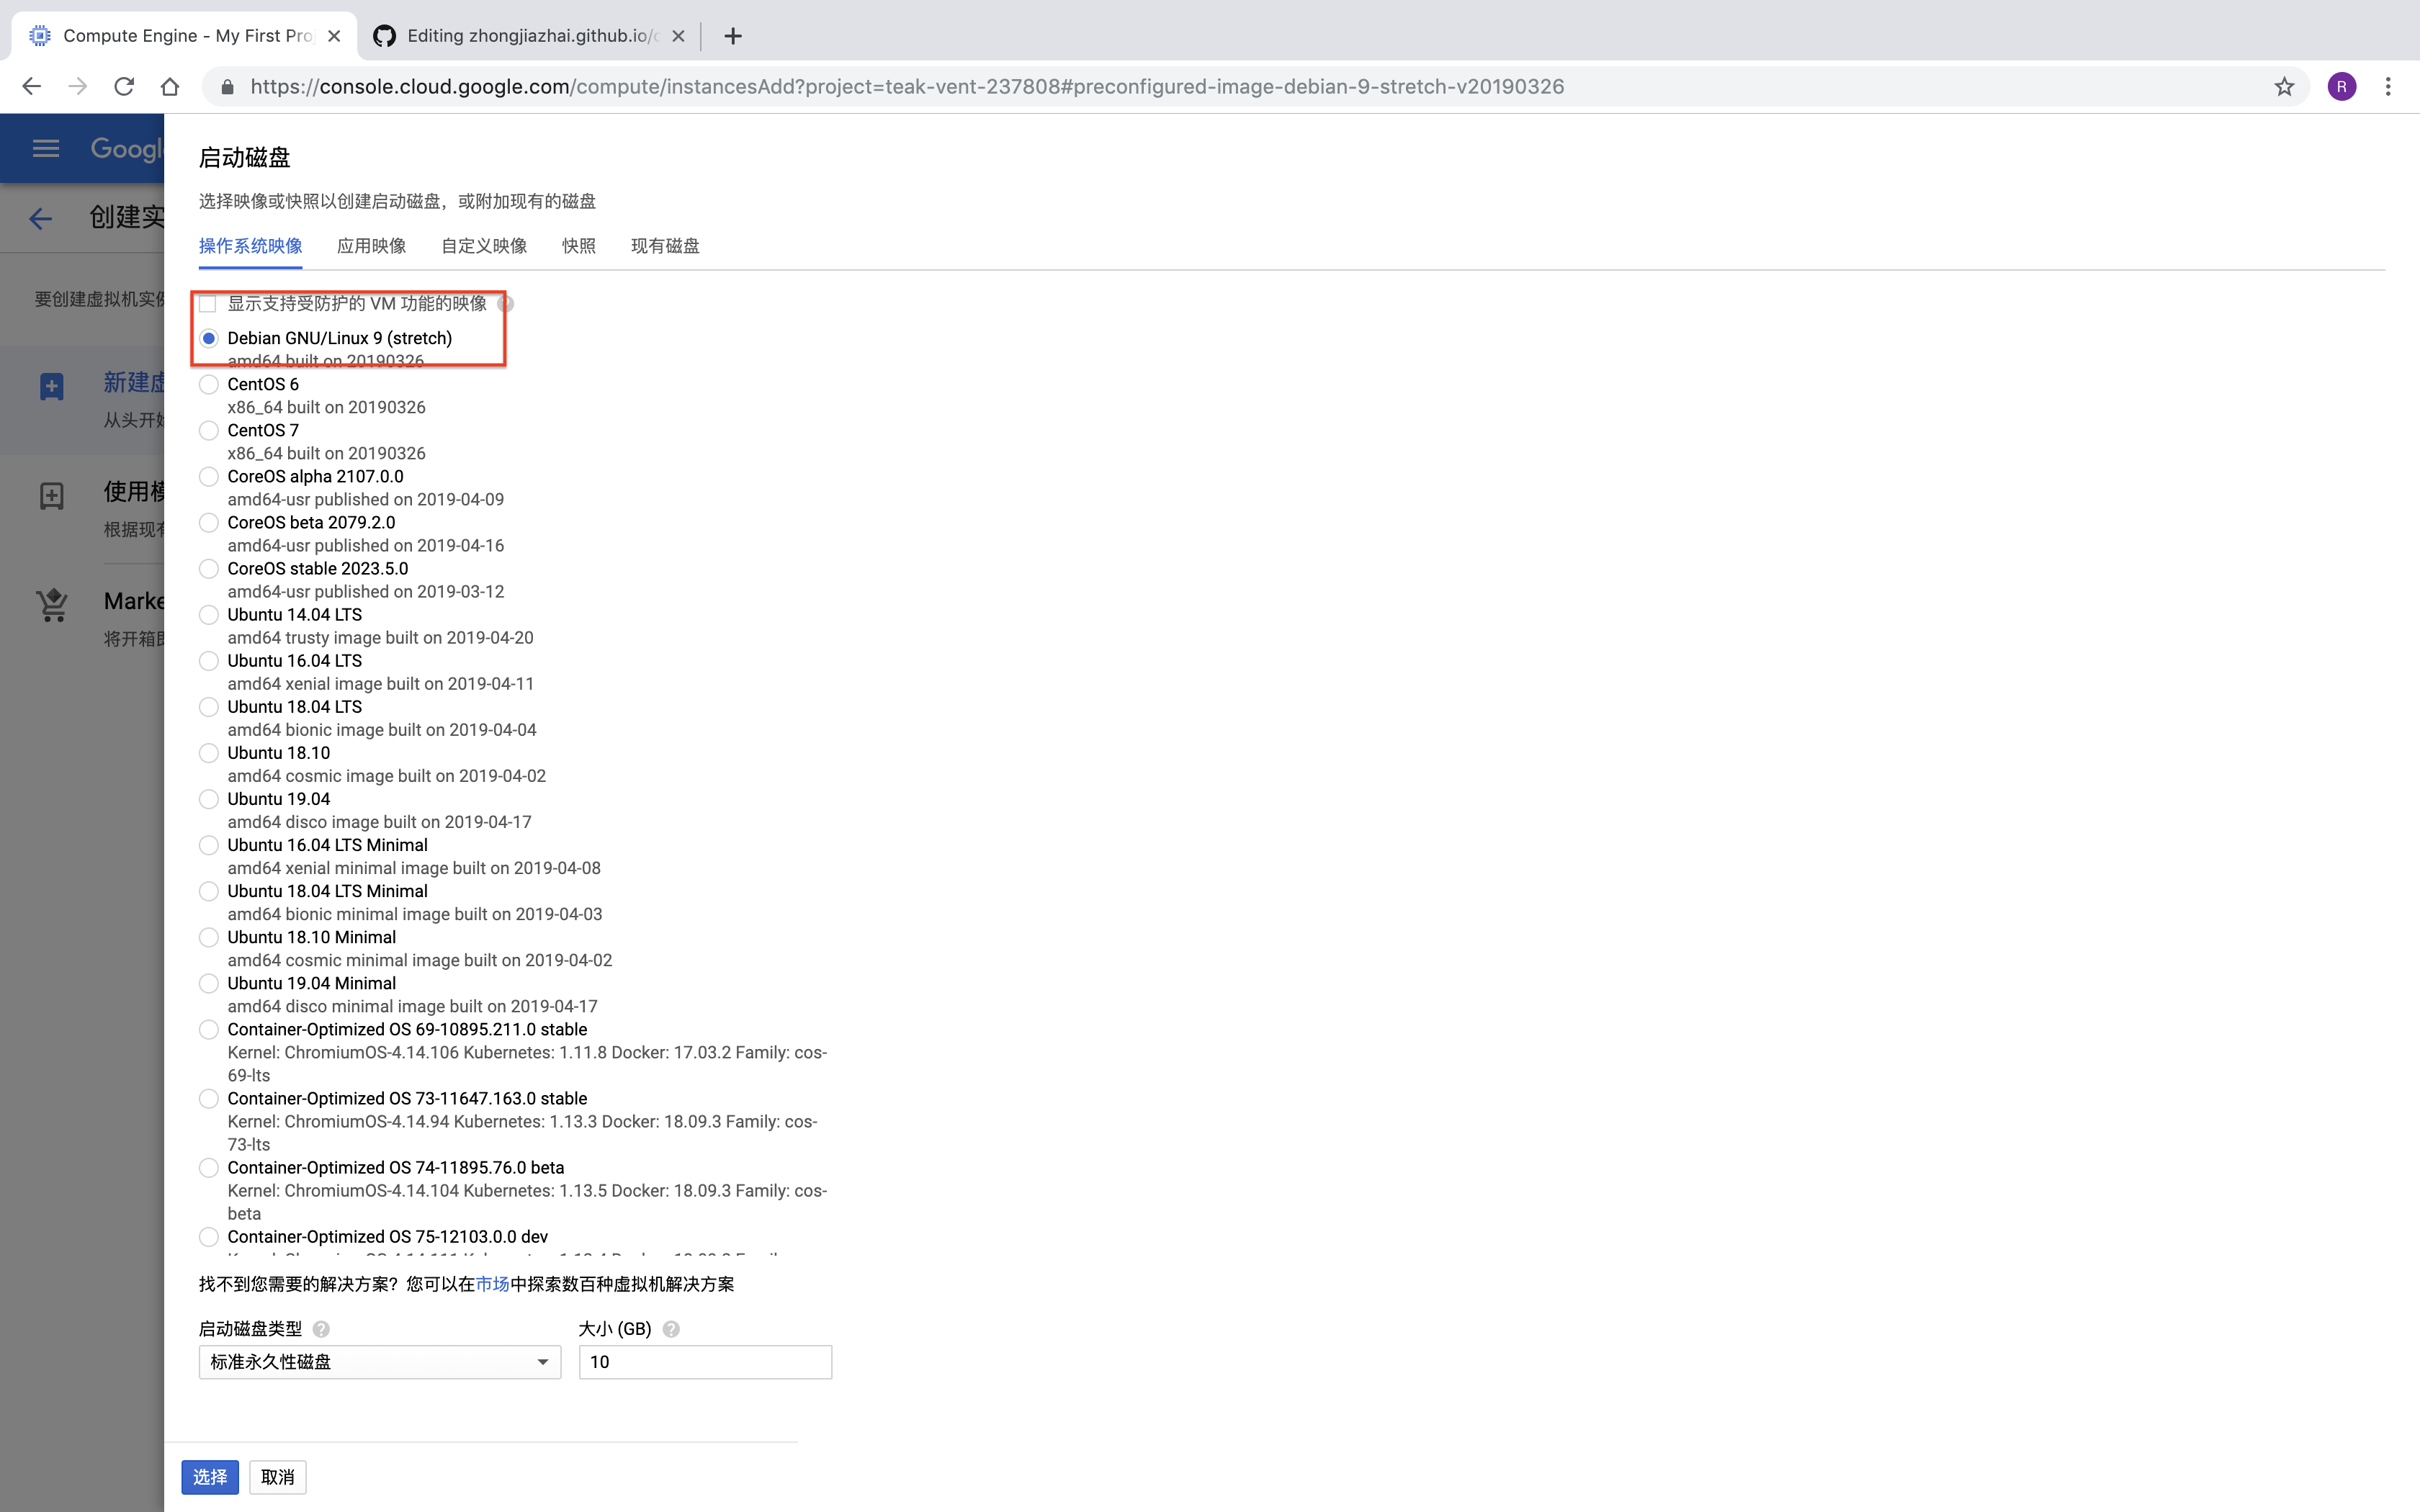 Compute Engine - My First Pro
Editing zhongjiazhai.github.io/c
https://console.cloud.google.com/compute/instancesAdd?project=teak-vent-237808#preconfigured-image-debian-9-stretch-v20190326
R
Googl
启动磁盘
选择映像或快照以创建启动磁盘，或附加现有的磁盘
创建实
操作系统映像 应用映像 自定义映像 快照 现有磁盘
要创建虚拟机实例
显示支持受防护的 VM 功能的映像
Debian GNU/Linux 9 (stretch)
amd64 built on 20190326
新建虚
从头开始
CentOS 6
x86_64 built on 20190326
CentOS 7
x86_64 built on 20190326
CoreOS alpha 2107.0.0
amd64-usr published on 2019-04-09
使用模
根据现有
CoreOS beta 2079.2.0
amd64-usr published on 2019-04-16
CoreOS stable 2023.5.0
amd64-usr published on 2019-03-12
Marke
将开箱即
Ubuntu 14.04 LTS
amd64 trusty image built on 2019-04-20
Ubuntu 16.04 LTS
amd64 xenial image built on 2019-04-11
Ubuntu 18.04 LTS
amd64 bionic image built on 2019-04-04
Ubuntu 18.10
amd64 cosmic image built on 2019-04-02
Ubuntu 19.04
amd64 disco image built on 2019-04-17
Ubuntu 16.04 LTS Minimal
amd64 xenial minimal image built on 2019-04-08
Ubuntu 18.04 LTS Minimal
amd64 bionic minimal image built on 2019-04-03
Ubuntu 18.10 Minimal
amd64 cosmic minimal image built on 2019-04-02
Ubuntu 19.04 Minimal
amd64 disco minimal image built on 2019-04-17
Container-Optimized OS 69-10895.211.0 stable
Kernel: ChromiumOS-4.14.106 Kubernetes: 1.11.8 Docker: 17.03.2 Family: cos-
69-lts
Container-Optimized OS 73-11647.163.0 stable
Kernel: ChromiumOS-4.14.94 Kubernetes: 1.13.3 Docker: 18.09.3 Family: cos-
73-lts
Container-Optimized OS 74-11895.76.0 beta
Kernel: ChromiumOS-4.14.104 Kubernetes: 1.13.5 Docker: 18.09.3 Family: cos-
beta
Container-Optimized OS 75-12103.0.0 dev
找不到您需要的解决方案？您可以在市场中探索数百种虚拟机解决方案
启动磁盘类型 ? 大小 (GB) ?
标准永久性磁盘 10
选择 取消